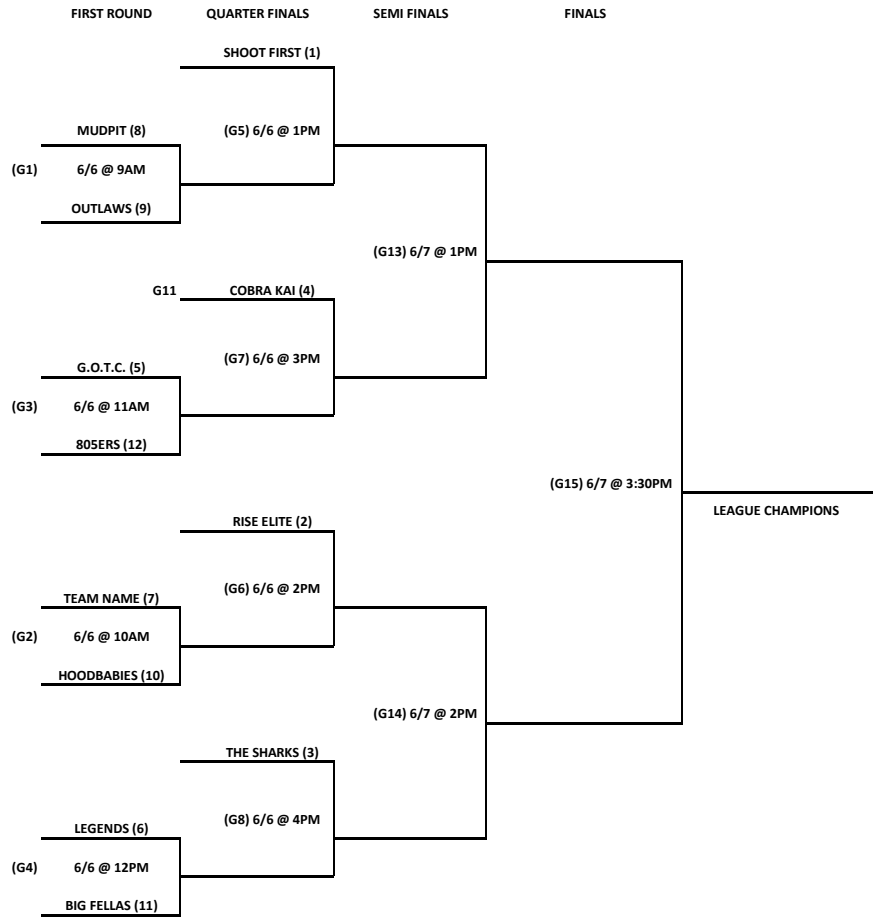 FIRST ROUND QUARTER FINALS SEMI FINALS FINALS
SHOOT FIRST (1)
MUDPIT (8)
(G5) 6/6 @ 1PM
(G1) 6/6 @ 9AM
OUTLAWS (9)
(G13) 6/7 @ 1PM
G11 COBRA KAI (4)
(G7) 6/6 @ 3PM
G.O.T.C. (5)
(G3) 6/6 @ 11AM
805ERS (12)
(G15) 6/7 @ 3:30PM
LEAGUE CHAMPIONS
RISE ELITE (2)
(G6) 6/6 @ 2PM
TEAM NAME (7)
(G2) 6/6 @ 10AM
HOODBABIES (10)
(G14) 6/7 @ 2PM
THE SHARKS (3)
(G8) 6/6 @ 4PM
LEGENDS (6)
(G4) 6/6 @ 12PM
BIG FELLAS (11)